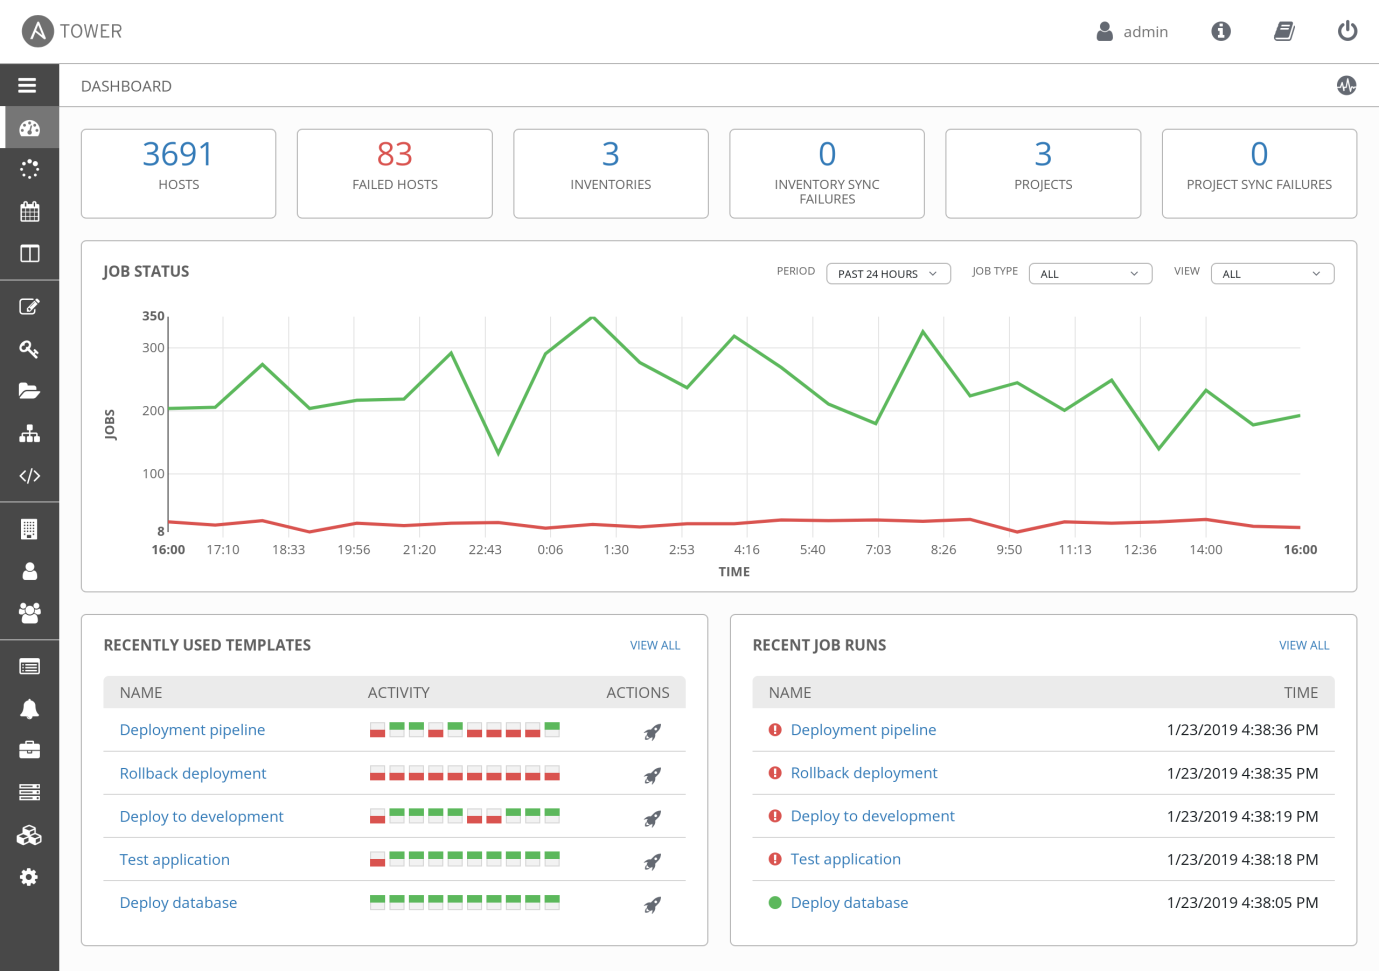 TOWER
admin
DASHBOARD
3691
HOSTS
83
FAILED HOSTS
3
INVENTORIES
0
INVENTORY SYNC
FAILURES
3
PROJECTS
0
PROJECT SYNC FAILURES
JOB STATUS
PERIOD PAST 24 HOURS JOB TYPE ALL VIEW ALL
350
300
200
100
8
JOBS
16:00 17:10 18:33 19:56 21:20 22:43 0:06 1:30 2:53 4:16 5:40 7:03 8:26 9:50 11:13 12:36 14:00 16:00
TIME
RECENTLY USED TEMPLATES VIEW ALL
NAME ACTIVITY ACTIONS
Deployment pipeline
Rollback deployment
Deploy to development
Test application
Deploy database
RECENT JOB RUNS VIEW ALL
NAME TIME
Deployment pipeline 1/23/2019 4:38:36 PM
Rollback deployment 1/23/2019 4:38:35 PM
Deploy to development 1/23/2019 4:38:19 PM
Test application 1/23/2019 4:38:18 PM
Deploy database 1/23/2019 4:38:05 PM